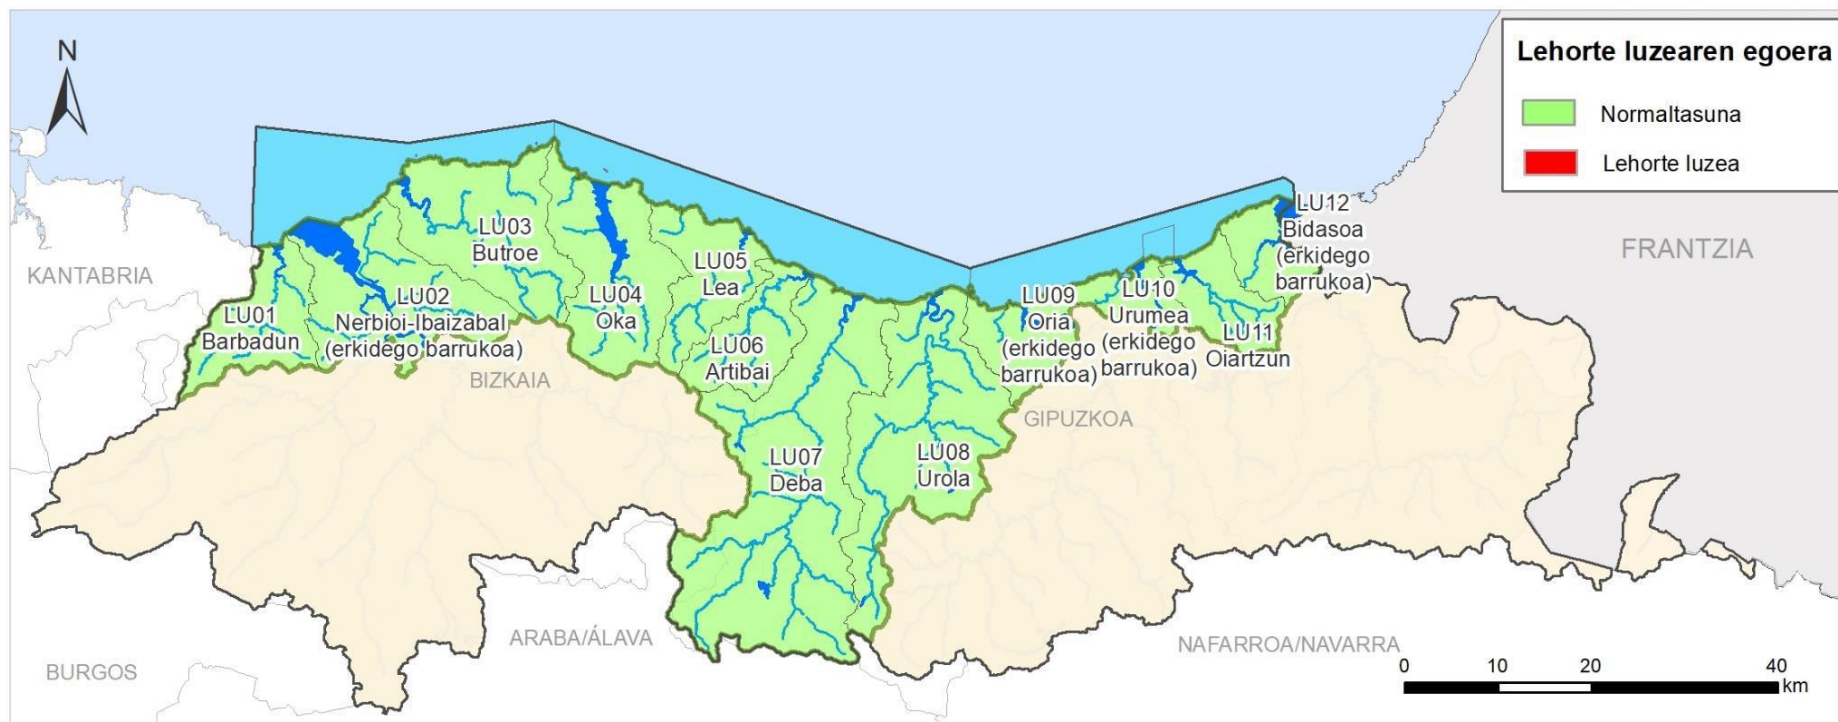 N
Lehorte luzearen egoera
Normaltasuna
Lehorte luzea
KANTABRIA
FRANTZIA
LU01
Barbadun
LU02
Nerbioi-Ibaizabal
(erkidego barrukoa)
LU03
Butroe
LU04
Oka
LU05
Lea
LU06
Artibai
LU07
Deba
LU08
Urola
LU09
Oria
(erkidego
barrukoa)
LU10
Urumea
(erkidego
barrukoa)
LU11
Oiartzun
LU12
Bidasoa
(erkidego
barrukoa)
BIZKAIA
GIPUZKOA
ARABA/ÁLAVA
NAFARROA/NAVARRA
BURGOS
0 10 20 40
km